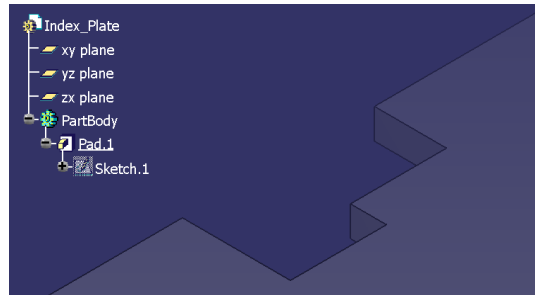 Index_Plate
xy plane
yz plane
zx plane
PartBody
Pad.1
Sketch.1